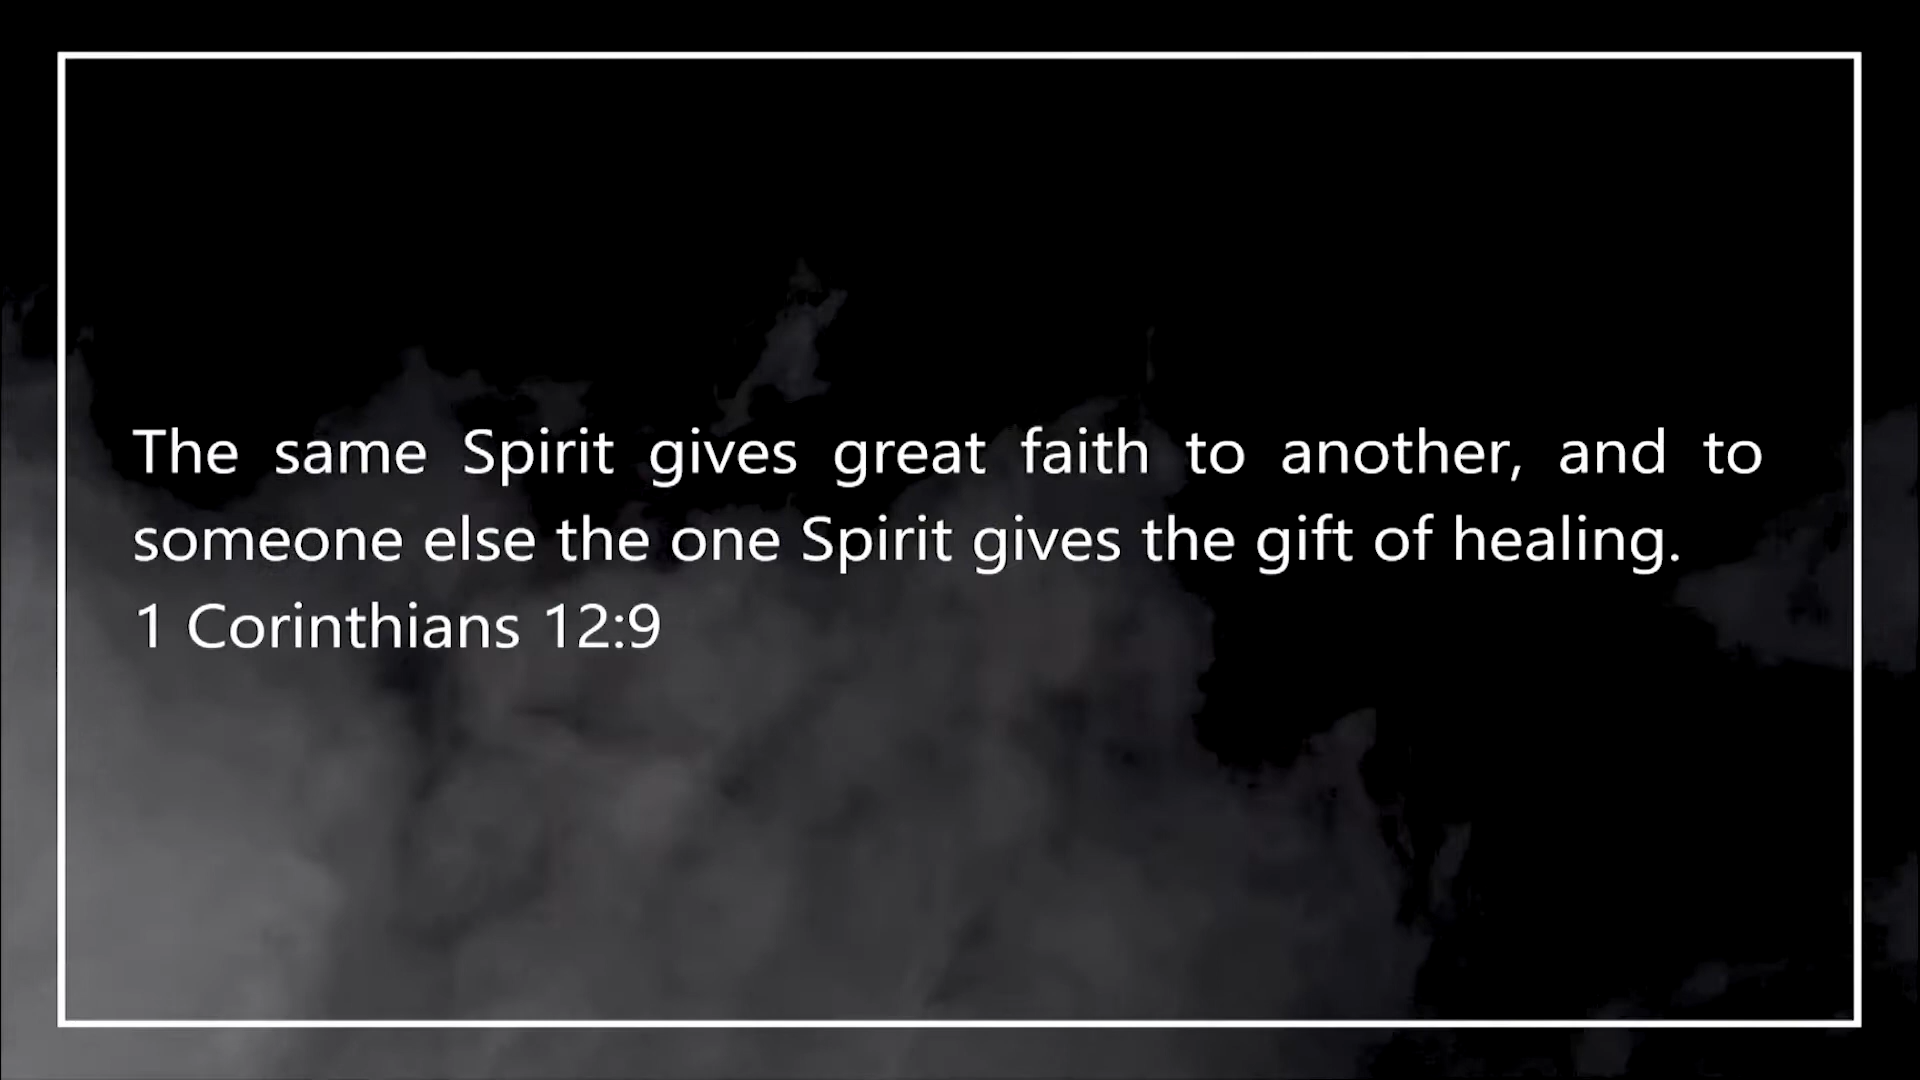 The same Spirit gives great faith to another, and to
someone else the one Spirit gives the gift of healing.
1 Corinthians 12:9